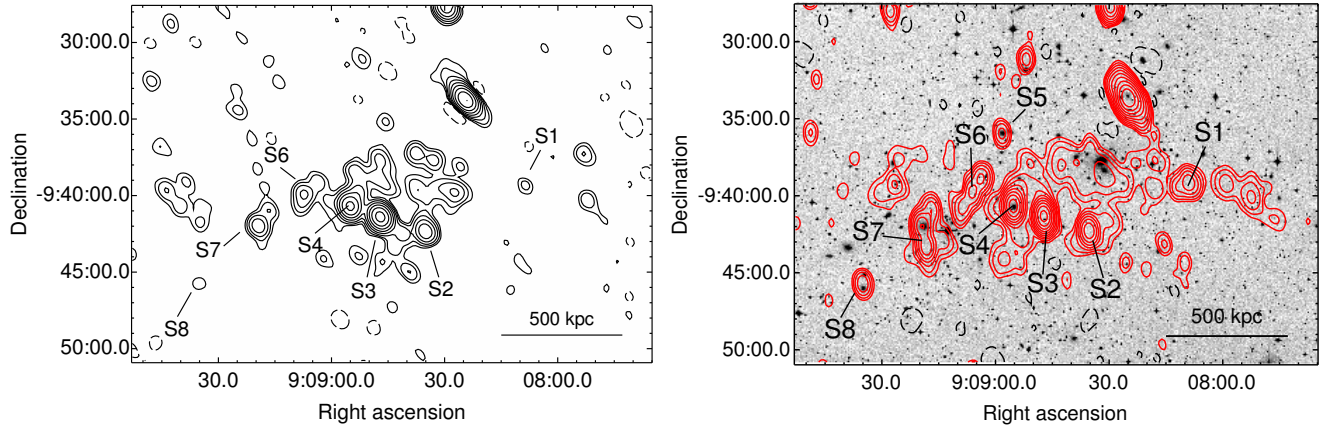 30:00.0
35:00.0
-9:40:00.0
45:00.0
50:00.0
Declination
S1
S6
S7
S4
S3
S2
S8
500 kpc
30.0
9:09:00.0
30.0
08:00.0
Right ascension
30:00.0
35:00.0
-9:40:00.0
45:00.0
50:00.0
Declination
S5
S6
S1
S7
S4
S3
S2
S8
500 kpc
30.0
9:09:00.0
30.0
08:00.0
Right ascension